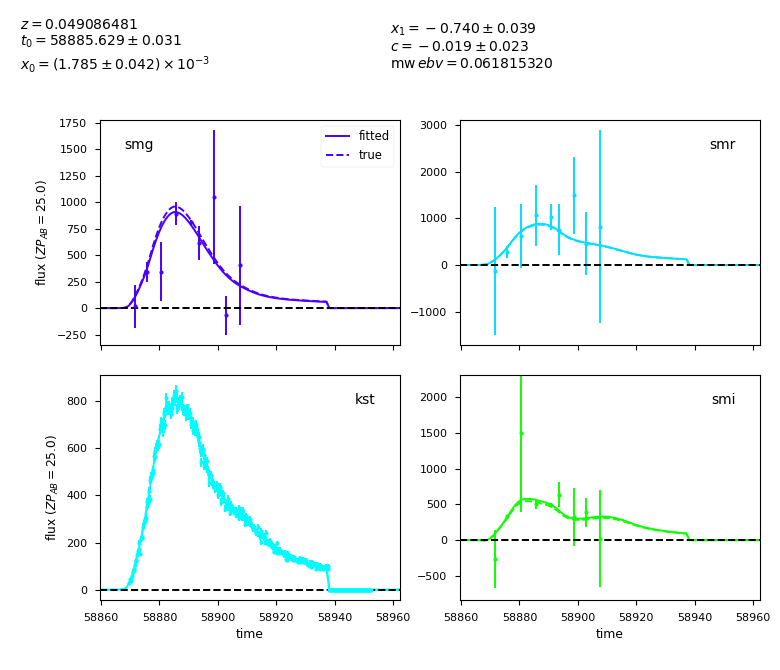 z = 0.049086481
t₀ = 58885.629 ± 0.031
x₀ = (1.785 ± 0.042) × 10⁻³
x₁ = −0.740 ± 0.039
c = −0.019 ± 0.023
mw ebv = 0.061815320
1750
1500
1250
1000
750
500
250
0
−250
flux (ZP_AB = 25.0)
smg
fitted
true
3000
2000
1000
0
−1000
smr
800
600
400
200
0
flux (ZP_AB = 25.0)
kst
58860 58880 58900 58920 58940 58960
time
2000
1500
1000
500
0
−500
smi
58860 58880 58900 58920 58940 58960
time